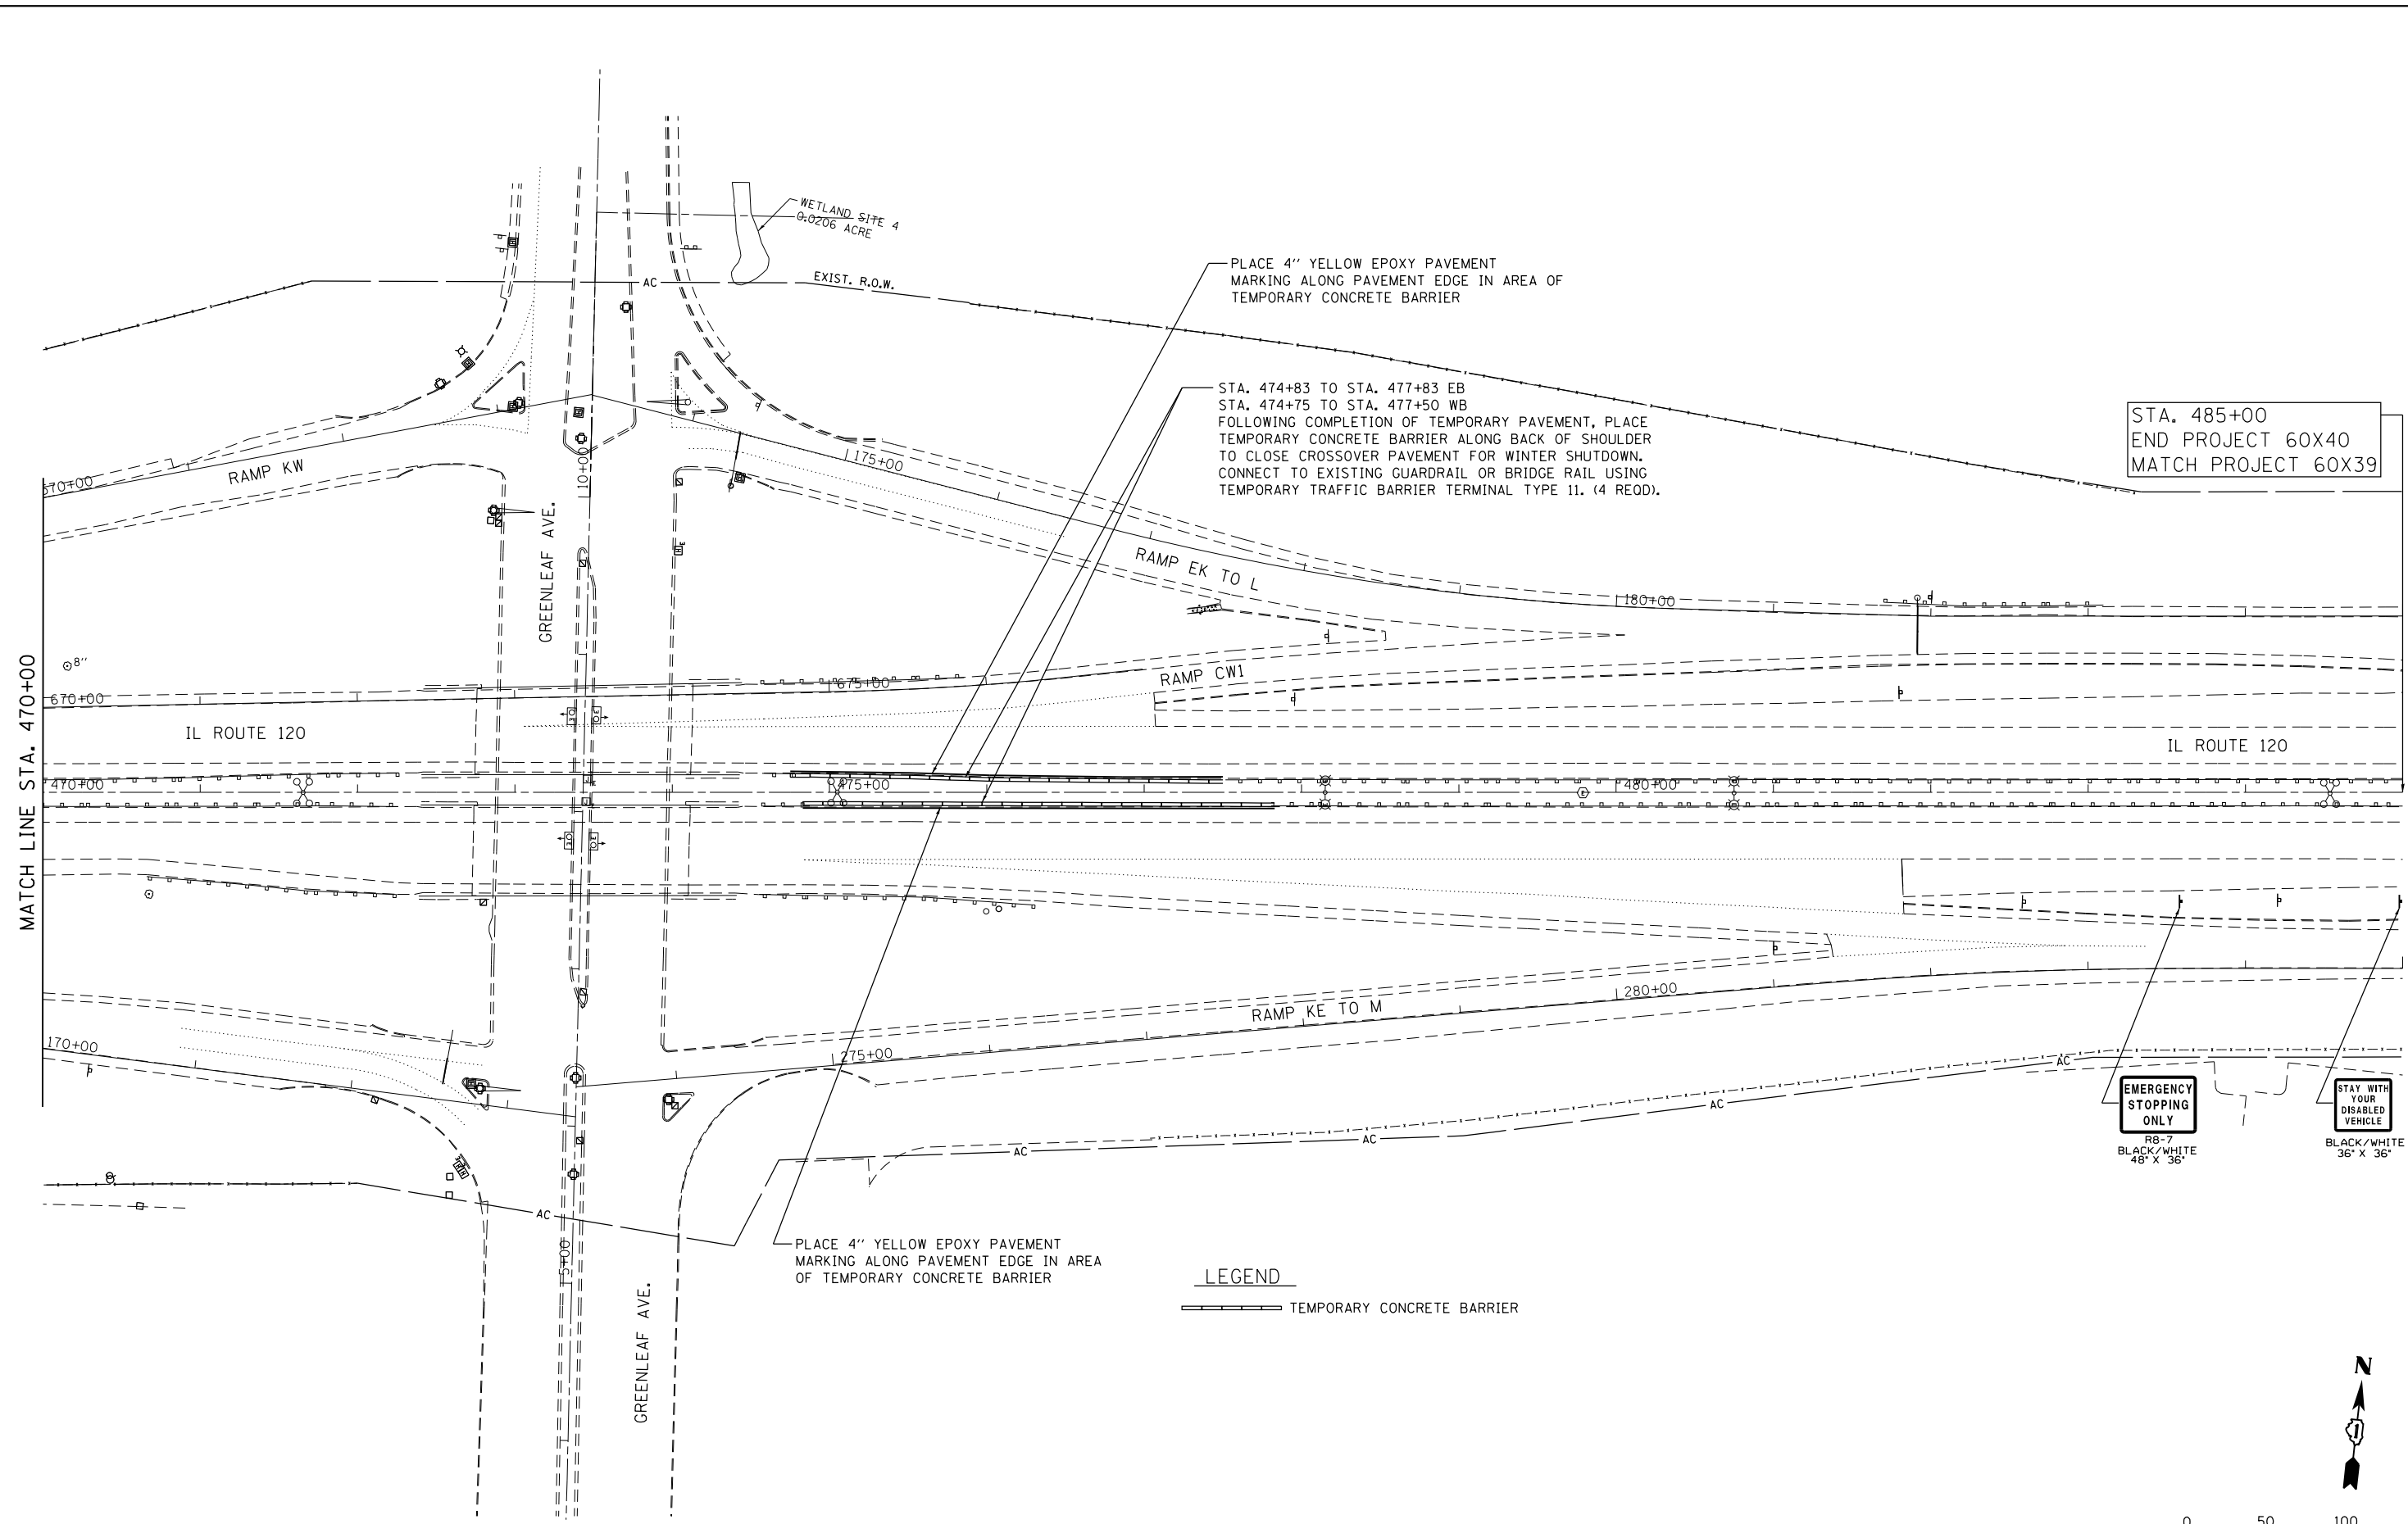 WETLAND SITE 4
0.0206 ACRE
EXIST. R.O.W.
AC
PLACE 4'' YELLOW EPOXY PAVEMENT
MARKING ALONG PAVEMENT EDGE IN AREA OF
TEMPORARY CONCRETE BARRIER
STA. 474+83 TO STA. 477+83 EB
STA. 474+75 TO STA. 477+50 WB
FOLLOWING COMPLETION OF TEMPORARY PAVEMENT, PLACE
TEMPORARY CONCRETE BARRIER ALONG BACK OF SHOULDER
TO CLOSE CROSSOVER PAVEMENT FOR WINTER SHUTDOWN.
CONNECT TO EXISTING GUARDRAIL OR BRIDGE RAIL USING
TEMPORARY TRAFFIC BARRIER TERMINAL TYPE 11. (4 REQD).
STA. 485+00
END PROJECT 60X40
MATCH PROJECT 60X39
RAMP KW
570+00
10+00
175+00
GREENLEAF AVE.
RAMP EK TO L
180+00
8''
MATCH LINE STA. 470+00
670+00
675+00
RAMP CW1
IL ROUTE 120
IL ROUTE 120
470+00
475+00
480+00
RAMP KE TO M
280+00
170+00
275+00
AC
AC
AC
AC
AC
EMERGENCY
STOPPING
ONLY
R8-7
BLACK/WHITE
48" X 36"
STAY WITH
YOUR
DISABLED
VEHICLE
BLACK/WHITE
36" X 36"
5+00
PLACE 4'' YELLOW EPOXY PAVEMENT
MARKING ALONG PAVEMENT EDGE IN AREA
OF TEMPORARY CONCRETE BARRIER
GREENLEAF AVE.
LEGEND
TEMPORARY CONCRETE BARRIER
N
1
0 50 100